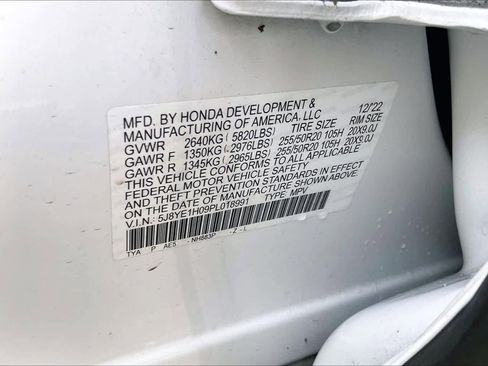 MFD. BY HONDA DEVELOPMENT & 12/22
MANUFACTURING OF AMERICA, LLC
GVWR 2640KG ( 5820LBS) TIRE SIZE RIM SIZE
GAWR F 1350KG ( 2976LBS) 255/50R20 105H 20X9.0J
GAWR R 1345KG ( 2965LBS) 255/50R20 105H 20X9.0J
THIS VEHICLE CONFORMS TO ALL APPLICABLE
FEDERAL MOTOR VEHICLE SAFETY
AND THEFT PREVENTION STANDARDS IN EFFECT
ON THE DATE OF MANUFACTURE SHOWN ABOVE.
V.I.N.: 5J8YE1H09PL018991 TYPE: MPV
TYA P AE5 -NH883P -Z - L